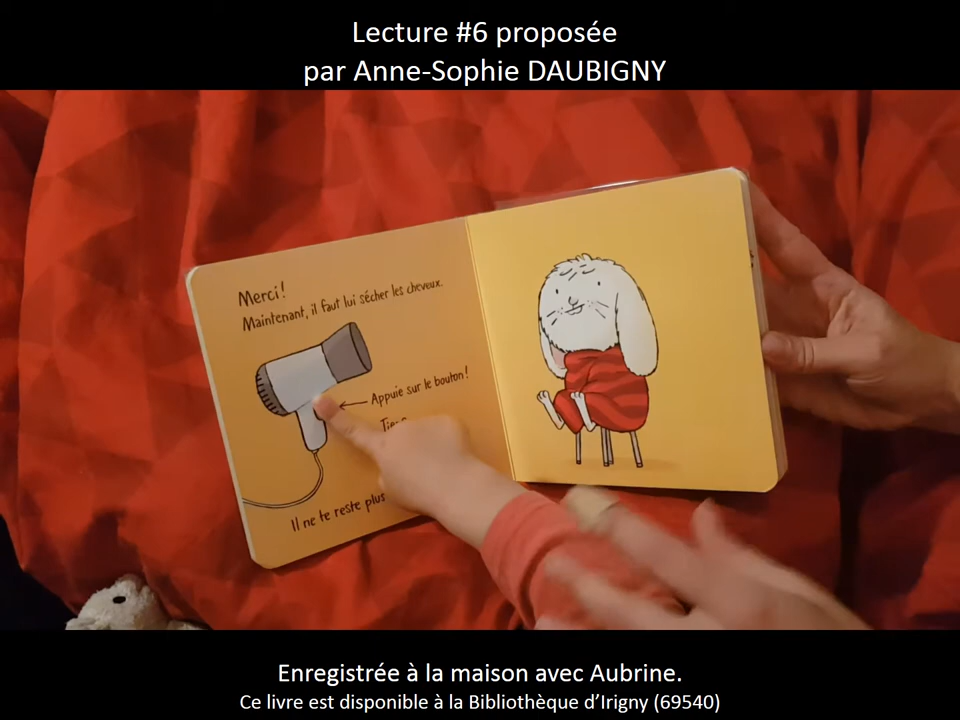 Lecture #6 proposée
par Anne-Sophie DAUBIGNY
Merci!
Maintenant, il faut lui sécher les cheveux.
Appuie sur le bouton!
Il ne te reste plus
Enregistrée à la maison avec Aubrine.
Ce livre est disponible à la Bibliothèque d'Irigny (69540)